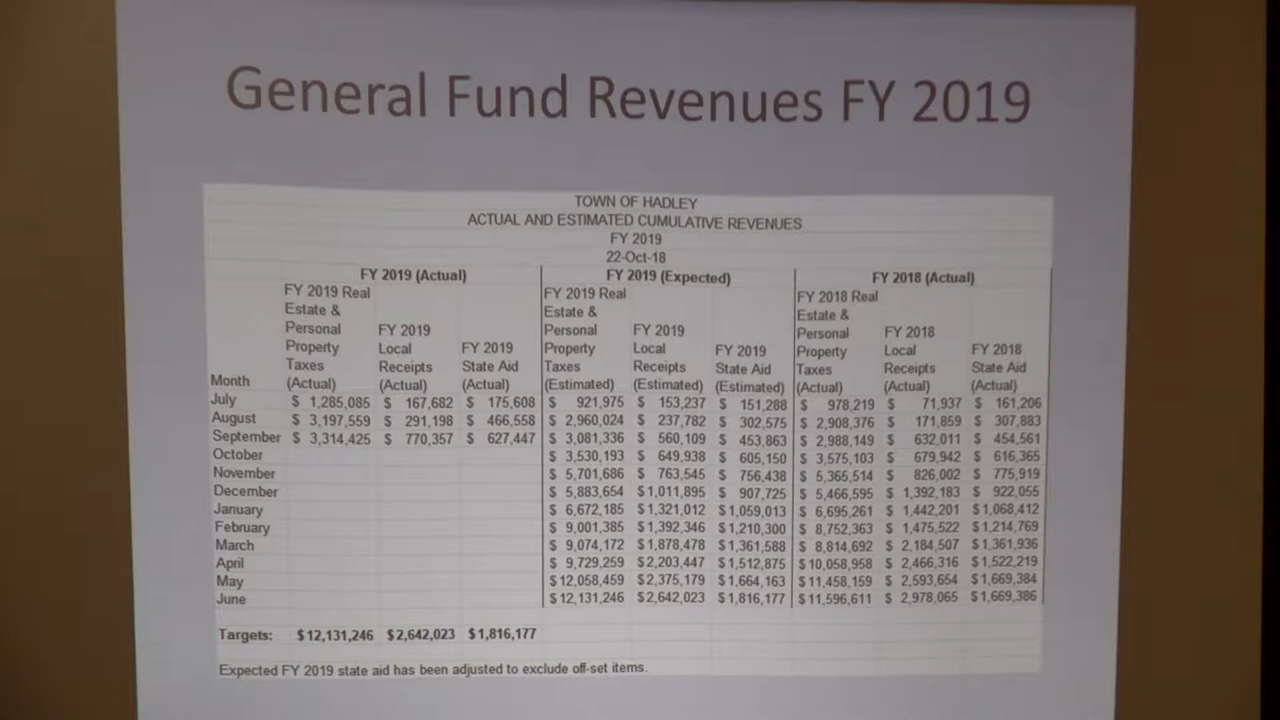 General Fund Revenues FY 2019
TOWN OF HADLEY
ACTUAL AND ESTIMATED CUMULATIVE REVENUES
FY 2019
22-Oct-18
FY 2019 (Actual) FY 2019 (Expected) FY 2018 (Actual)
FY 2019 Real FY 2019 Real FY 2018 Real
Estate & Estate & Estate &
Personal FY 2019 Personal FY 2019 Personal FY 2018
Property Local FY 2019 Property Local FY 2019 Property Local FY 2018
Taxes Receipts State Aid Taxes Receipts State Aid Taxes Receipts State Aid
Month (Actual) (Actual) (Actual) (Estimated) (Estimated) (Estimated) (Actual) (Actual) (Actual)
July $ 1,285,085 $ 167,682 $ 175,608 $ 921,975 $ 153,237 $ 151,288 $ 978,219 $ 71,937 $ 161,206
August $ 3,197,559 $ 291,198 $ 466,558 $ 2,960,024 $ 237,782 $ 302,575 $ 2,908,376 $ 171,859 $ 307,883
September $ 3,314,425 $ 770,357 $ 627,447 $ 3,081,336 $ 560,109 $ 453,863 $ 2,988,149 $ 632,011 $ 454,561
October $ 3,530,193 $ 649,938 $ 605,150 $ 3,575,103 $ 679,942 $ 616,365
November $ 5,701,686 $ 763,545 $ 756,438 $ 5,365,514 $ 826,002 $ 775,919
December $ 5,883,654 $1,011,895 $ 907,725 $ 5,466,595 $ 1,392,183 $ 922,055
January $ 6,672,185 $1,321,012 $1,059,013 $ 6,695,261 $ 1,442,201 $1,068,412
February $ 9,001,385 $1,392,346 $1,210,300 $ 8,752,363 $ 1,475,522 $1,214,769
March $ 9,074,172 $1,878,478 $1,361,588 $ 8,814,692 $ 2,184,507 $1,361,936
April $ 9,729,259 $2,203,447 $1,512,875 $10,058,958 $ 2,466,316 $1,522,219
May $12,058,459 $2,375,179 $1,664,163 $11,458,159 $ 2,593,654 $1,669,384
June $12,131,246 $2,642,023 $1,816,177 $11,596,611 $ 2,978,065 $1,669,386
Targets: $12,131,246 $2,642,023 $1,816,177
Expected FY 2019 state aid has been adjusted to exclude off-set items.